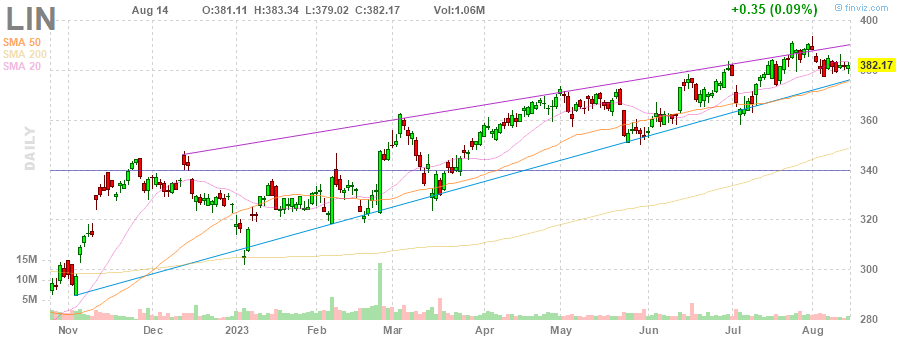 LIN Aug 14 O:381.11 H:383.34 L:379.02 C:382.17 Vol:1.06M +0.35 (0.09%) © finviz.com
SMA 50
SMA 200
SMA 20
DAILY
400
382.17
380
360
340
320
300
280
15M
10M
5M
Nov Dec 2023 Feb Mar Apr May Jun Jul Aug